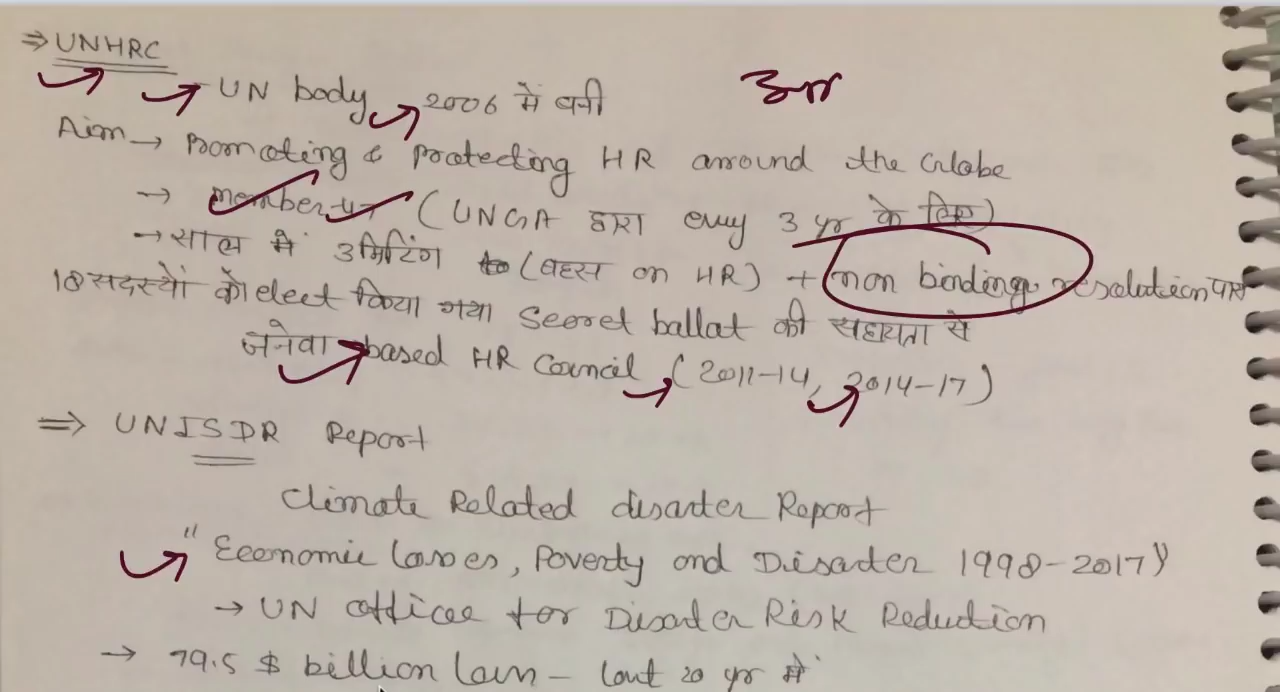 ⇒ UNHRC
→ UN body, 2006 में बनी
Aim → Promoting & Protecting HR arround the Globe
→ member 47 (UNGA द्वारा evry 3 yr के लिए)
→ साल में 3 मिटिंग (बहस on HR) + non binding resolution पास
18 सदस्यों को elect किया गया Secret ballat की सहायता से
जनेवा based HR Council (2011-14, 2014-17)
⇒ UNISDR Report
Climate Related disaster Report
"Economic Losses, Poverty and Disaster 1998-2017"
→ UN office for Disaster Risk Reduction
→ 79.5 $ billion Loss - last 20 yr में